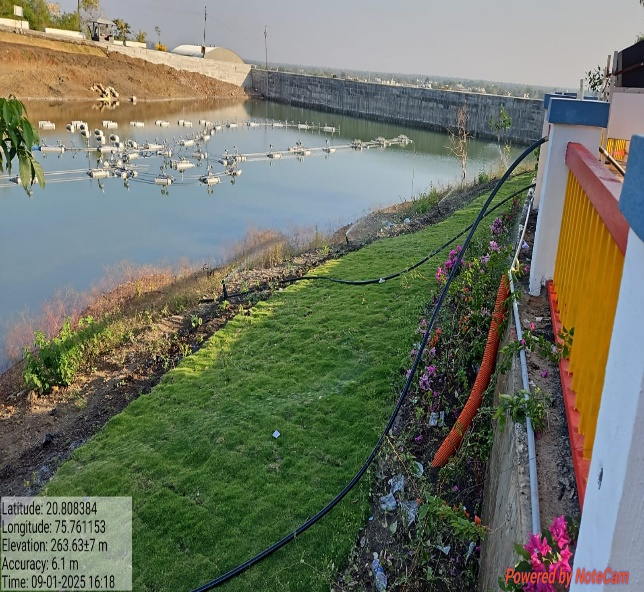 Latitude: 20.808384
Longitude: 75.761153
Elevation: 263.63±7 m
Accuracy: 6.1 m
Time: 09-01-2025 16:18
Powered by NoteCam